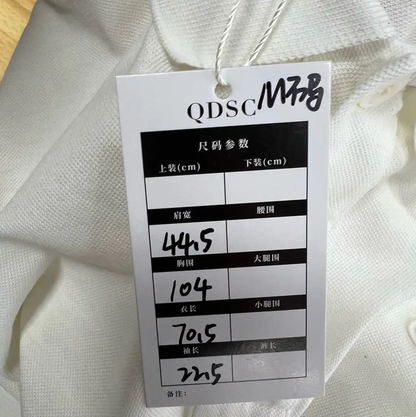 QDSC M码
尺码参数
上装(cm) 下装(cm)
肩宽 腰围
44.5
胸围 大腿围
104
衣长 小腿围
70.5
袖长 裤长
22.5
备注: